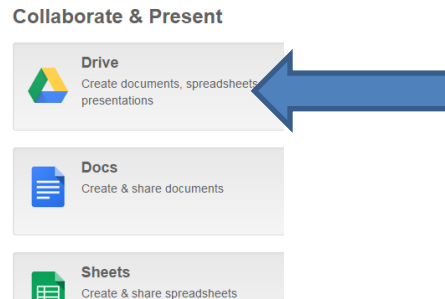 Collaborate & Present
Drive
Create documents, spreadsheets
presentations
Docs
Create & share documents
Sheets
Create & share spreadsheets